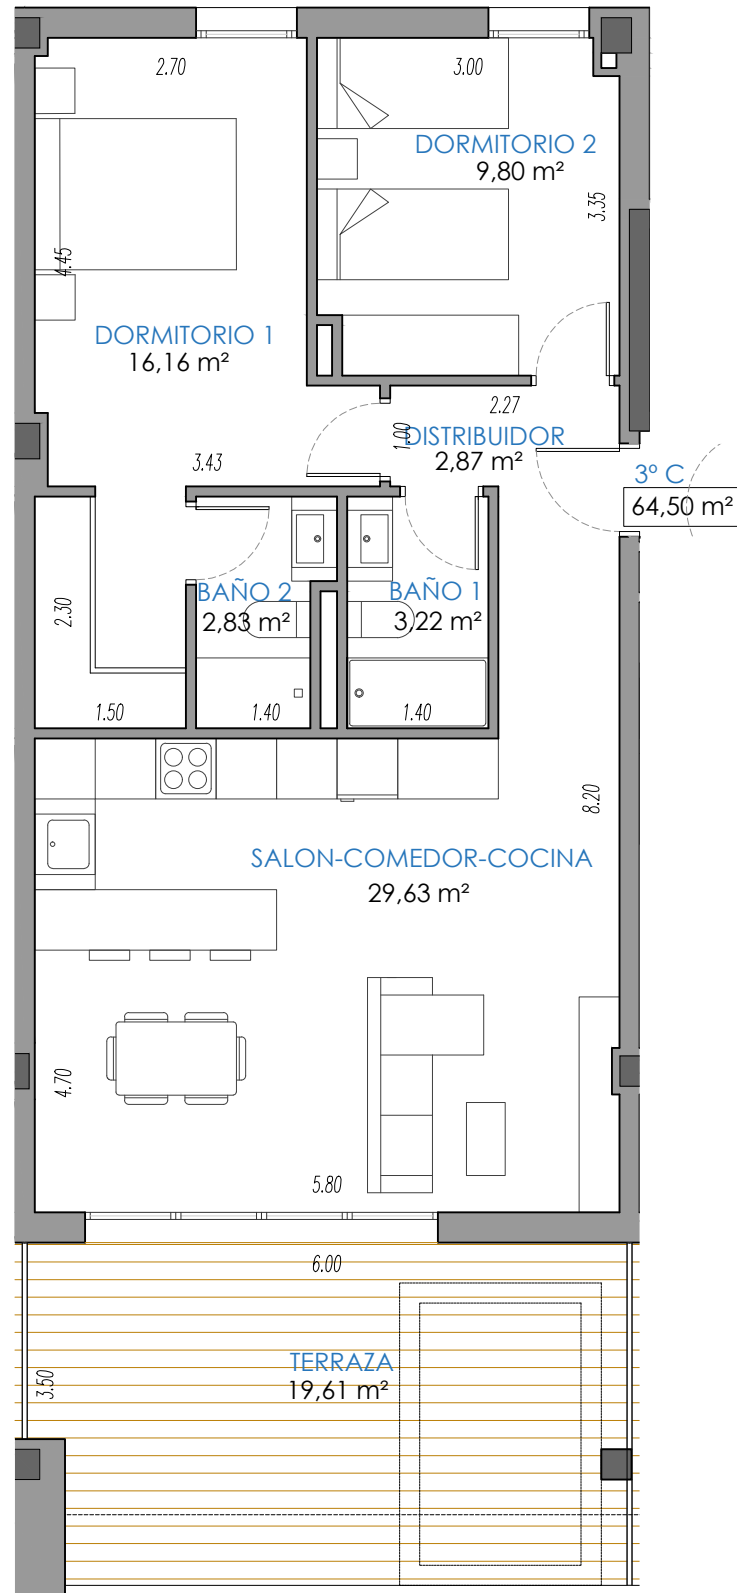 2.70
3.00
DORMITORIO 2
9,80 m²
3.35
4.45
DORMITORIO 1
16,16 m²
2.27
1.00
DISTRIBUIDOR
2,87 m²
3.43
3º C
64,50 m²
BAÑO 2
2,83 m²
BAÑO 1
3,22 m²
2.30
1.50
1.40
1.40
8.20
SALON-COMEDOR-COCINA
29,63 m²
4.70
5.80
6.00
TERRAZA
19,61 m²
3.50